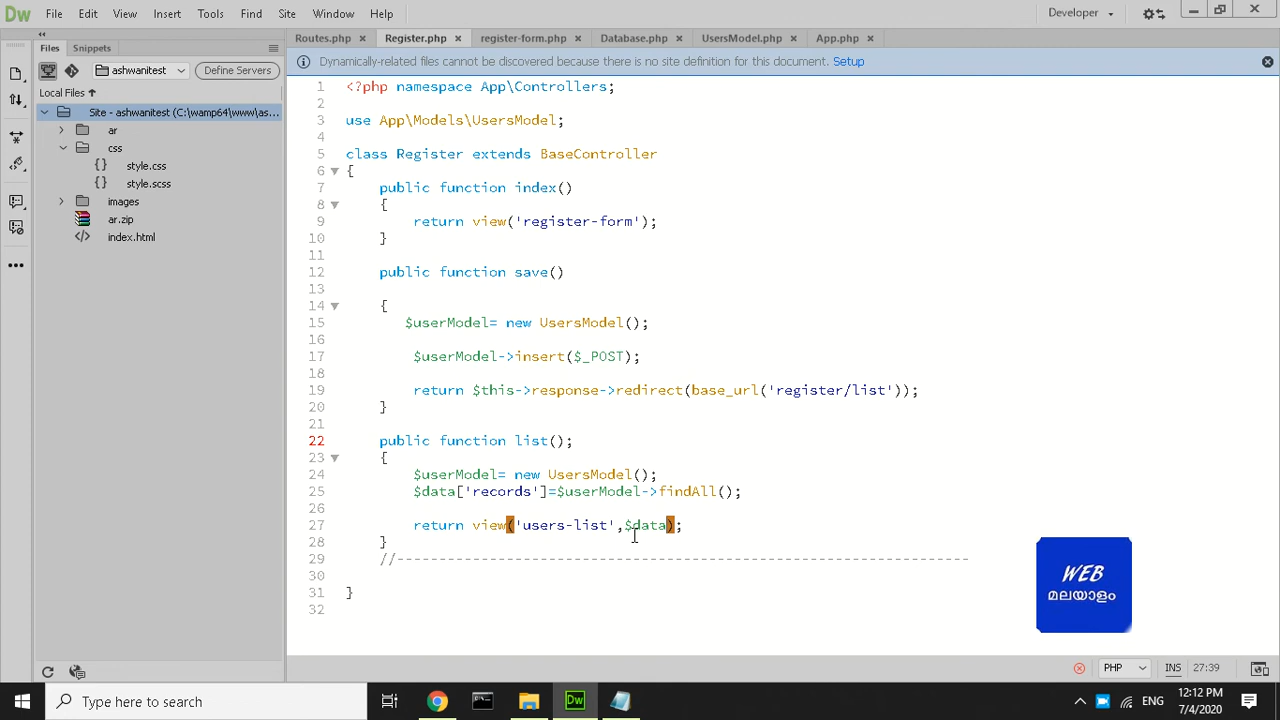 Dw File Edit View Insert Tools Find Site Window Help Developer
Files Snippets
ashwanitest Define Servers
Local Files
Site - ashwanitest (C:\wamp64\www\as...
ar
css
style.css
style.scss
images
ar.zip
index.html
Routes.php Register.php register-form.php Database.php UsersModel.php App.php
Dynamically-related files cannot be discovered because there is no site definition for this document. Setup
1 <?php namespace App\Controllers;
2
3 use App\Models\UsersModel;
4
5 class Register extends BaseController
6 {
7 public function index()
8 {
9 return view('register-form');
10 }
11
12 public function save()
13
14 {
15 $userModel= new UsersModel();
16
17 $userModel->insert($_POST);
18
19 return $this->response->redirect(base_url('register/list'));
20 }
21
22 public function list();
23 {
24 $userModel= new UsersModel();
25 $data['records']=$userModel->findAll();
26
27 return view('users-list',$data);
28 }
29 //--------------------------------------------------------------------
30
31 }
32
WEB
മലയാളം
PHP INS 27:39
Type here to search
Dw
ENG
12:12 PM
7/4/2020